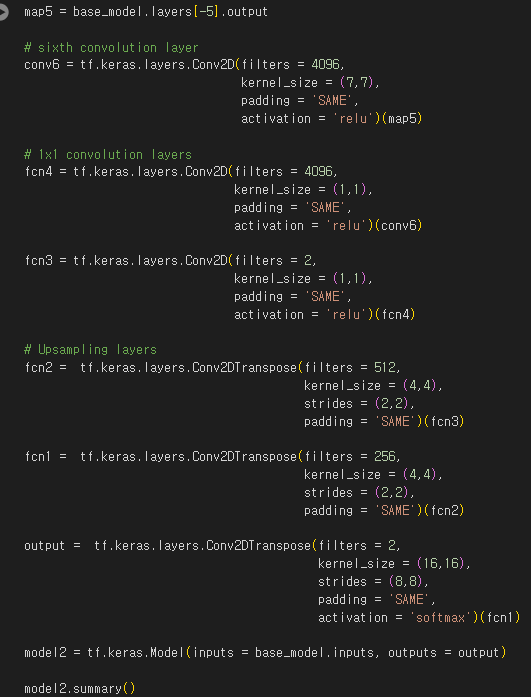 map5 = base_model.layers[-5].output
# sixth convolution layer
conv6 = tf.keras.layers.Conv2D(filters = 4096,
kernel_size = (7,7),
padding = 'SAME',
activation = 'relu')(map5)
# 1x1 convolution layers
fcn4 = tf.keras.layers.Conv2D(filters = 4096,
kernel_size = (1,1),
padding = 'SAME',
activation = 'relu')(conv6)
fcn3 = tf.keras.layers.Conv2D(filters = 2,
kernel_size = (1,1),
padding = 'SAME',
activation = 'relu')(fcn4)
# Upsampling layers
fcn2 =  tf.keras.layers.Conv2DTranspose(filters = 512,
kernel_size = (4,4),
strides = (2,2),
padding = 'SAME')(fcn3)
fcn1 =  tf.keras.layers.Conv2DTranspose(filters = 256,
kernel_size = (4,4),
strides = (2,2),
padding = 'SAME')(fcn2)
output =  tf.keras.layers.Conv2DTranspose(filters = 2,
kernel_size = (16,16),
strides = (8,8),
padding = 'SAME',
activation = 'softmax')(fcn1)
model2 = tf.keras.Model(inputs = base_model.inputs, outputs = output)
model2.summary()